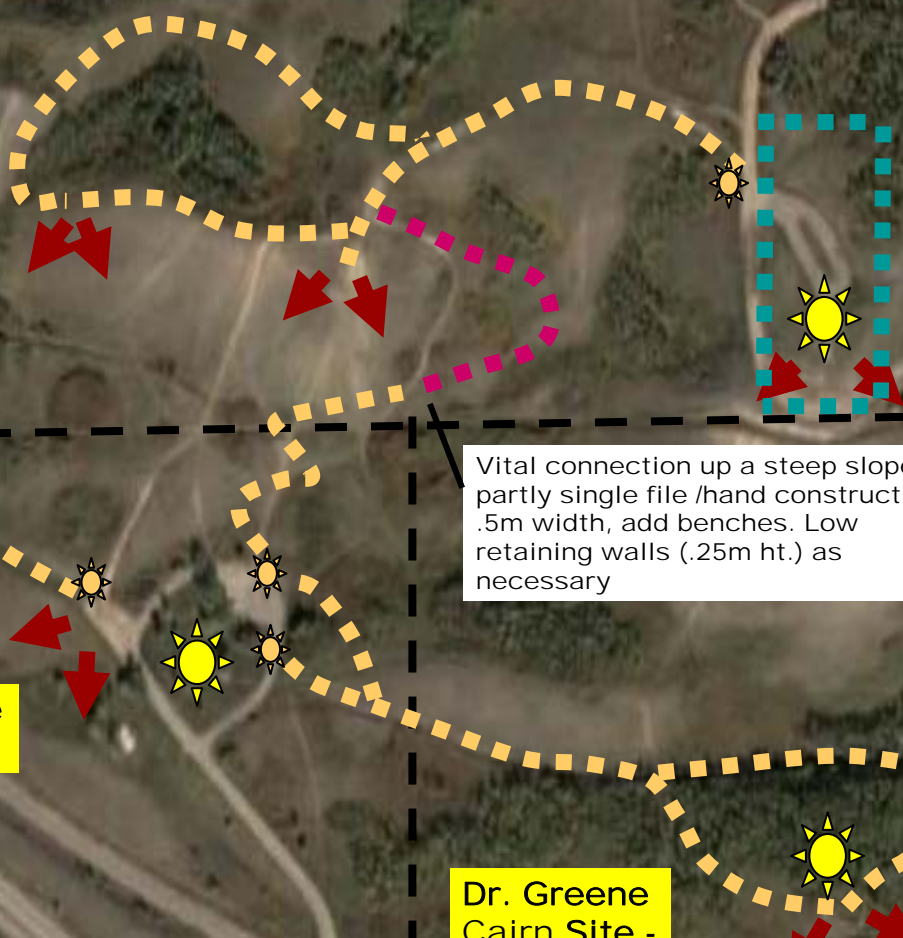 Vital connection up a steep slope
partly single file /hand construct
.5m width, add benches. Low
retaining walls (.25m ht.) as
necessary
e
Dr. Greene
Cairn Site -